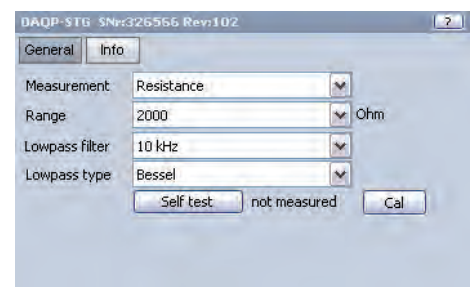 DAQP-STG SNr:326566 Rev:102 ?
General Info
Measurement Resistance
Range 2000 Ohm
Lowpass filter 10 kHz
Lowpass type Bessel
Self test not measured Cal